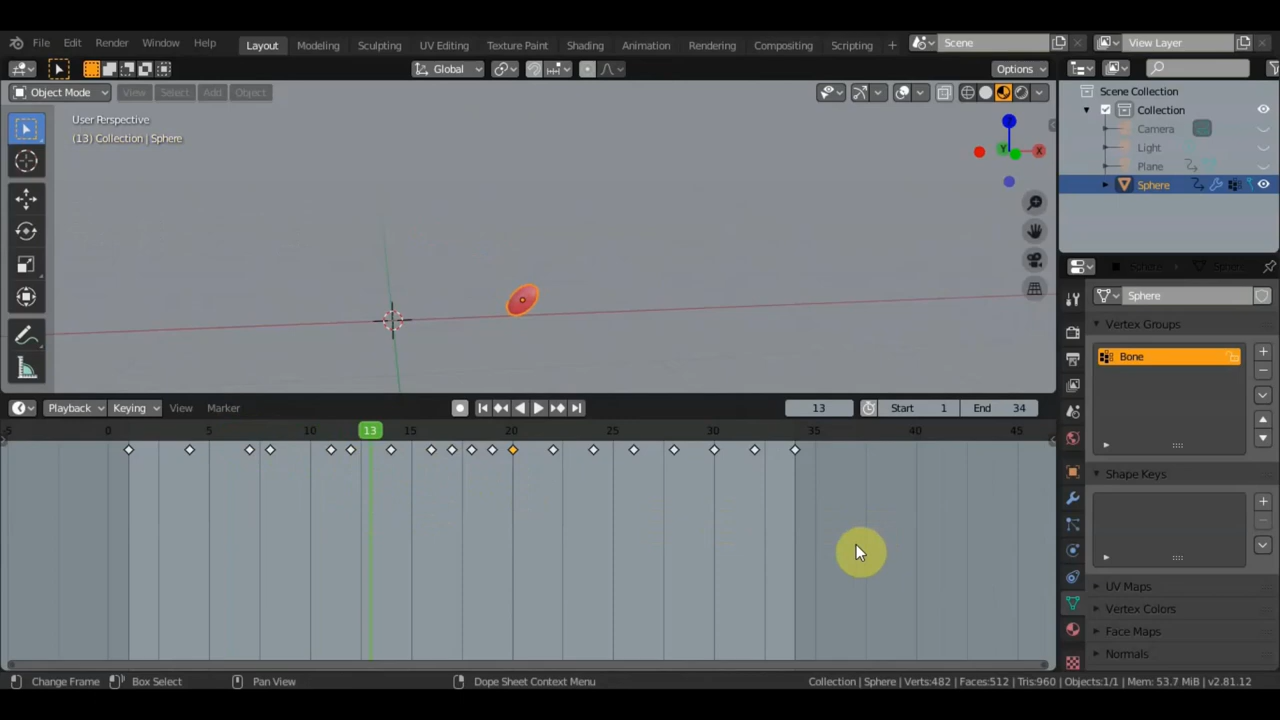 File Edit Render Window Help Layout Modeling Sculpting UV Editing Texture Paint Shading Animation Rendering Compositing Scripting + Scene View Layer
Global Options
Object Mode View Select Add Object
User Perspective
(13) Collection | Sphere
Z
X
Y
Scene Collection
Collection
Camera
Light
Plane
Sphere
Sphere
Vertex Groups
Bone
Shape Keys
UV Maps
Vertex Colors
Face Maps
Normals
Playback Keying View Marker 13 Start 1 End 34
-5 0 5 10 13 15 20 25 30 35 40 45
Change Frame Box Select Pan View Dope Sheet Context Menu Collection | Sphere | Verts:482 | Faces:512 | Tris:960 | Objects:1/1 | Mem: 53.7 MiB | v2.81.12